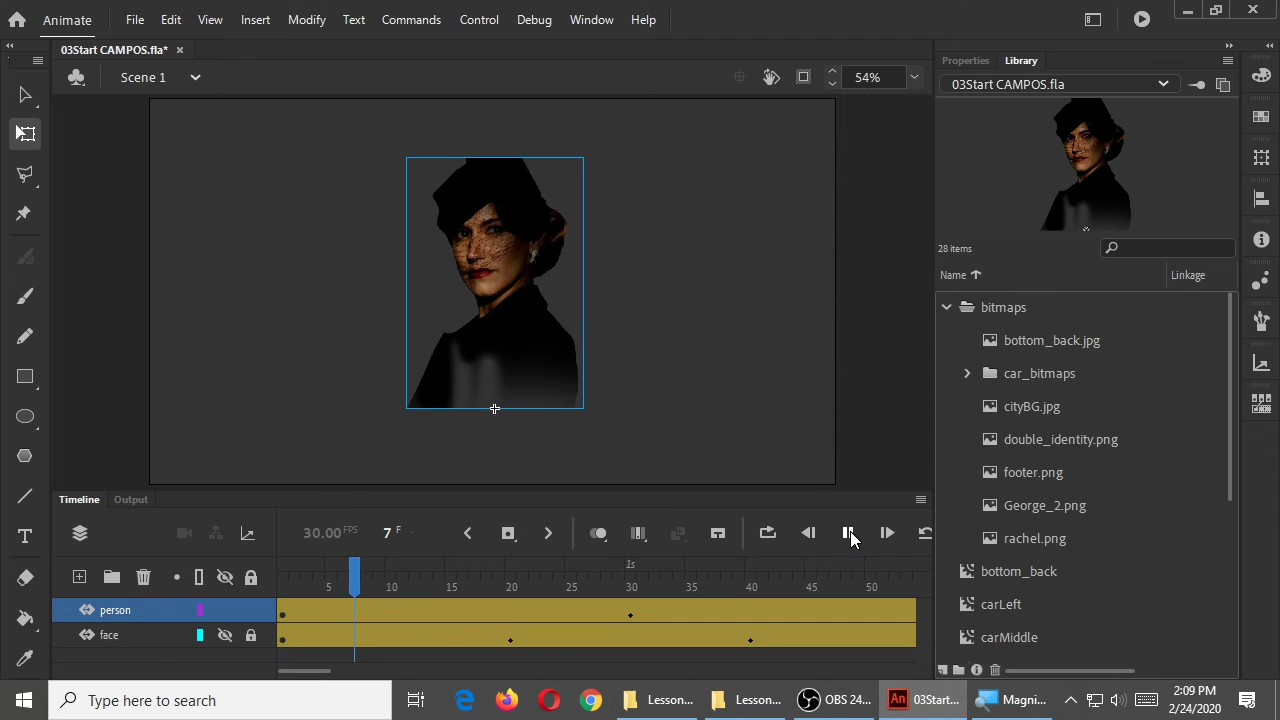 Animate
File Edit View Insert Modify Text Commands Control Debug Window Help
03Start CAMPOS.fla*
Scene 1
54%
Properties Library
03Start CAMPOS.fla
28 items
Name Linkage
bitmaps
bottom_back.jpg
car_bitmaps
cityBG.jpg
double_identity.png
footer.png
George_2.png
rachel.png
bottom_back
carLeft
carMiddle
Timeline Output
30.00 FPS 7 F
1s
5 10 15 20 25 30 35 40 45 50
person
face
Type here to search
Lesson...
Lesson...
OBS 24...
An 03Start...
Magni...
2:09 PM
2/24/2020